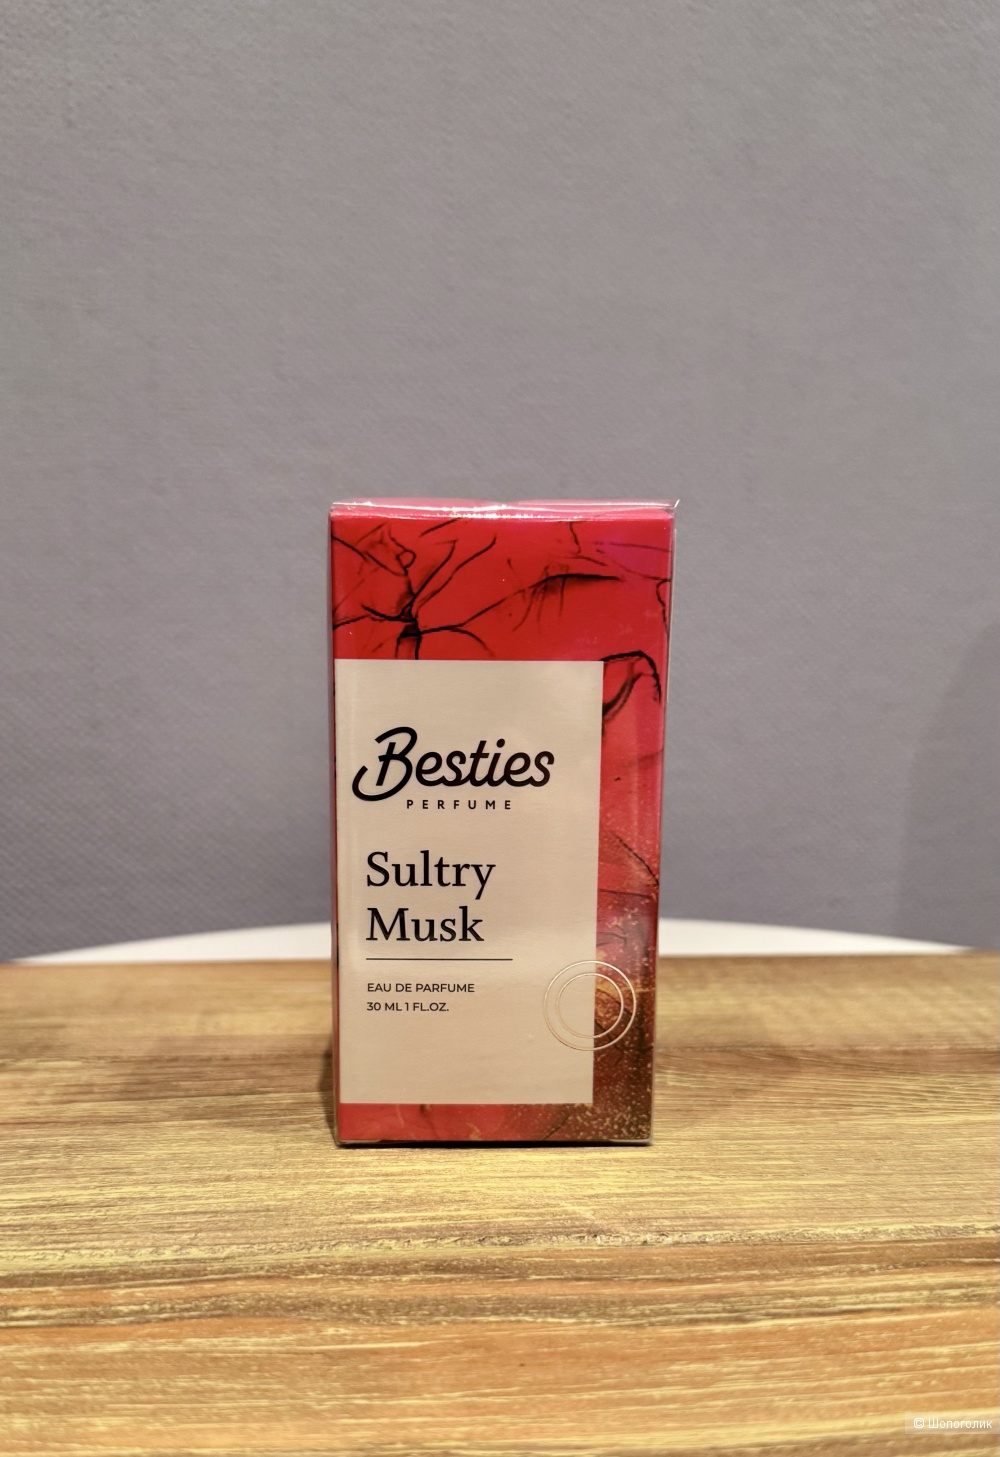 Besties
PERFUME
Sultry
Musk
EAU DE PARFUME
30 ML 1 FL.OZ.
© Шопоголик